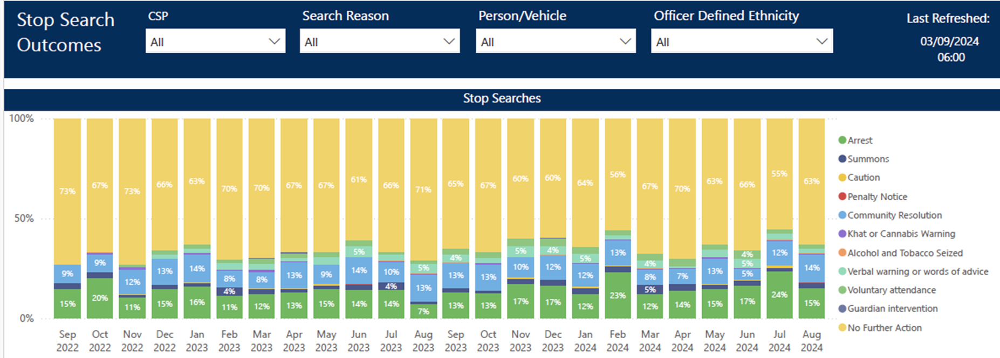 Stop Search
Outcomes
CSP
All
Search Reason
All
Person/Vehicle
All
Officer Defined Ethnicity
All
Last Refreshed:
03/09/2024
06:00
Stop Searches
100%
50%
0%
73% 67% 73% 66% 63% 70% 70% 67% 67% 61% 66% 71% 65% 67% 60% 60% 64% 56% 67% 70% 63% 66% 55% 63%
5% 5% 4% 5% 4% 5% 4% 4% 5%
9% 9% 12% 13% 14% 8% 8% 13% 9% 14% 10% 13% 13% 13% 10% 12% 12% 13% 8% 7% 13% 5% 12% 14%
4% 4% 5%
15% 20% 11% 15% 16% 11% 12% 13% 15% 14% 14% 7% 13% 13% 17% 17% 12% 23% 12% 14% 15% 17% 24% 15%
Sep Oct Nov Dec Jan Feb Mar Apr May Jun Jul Aug Sep Oct Nov Dec Jan Feb Mar Apr May Jun Jul Aug
2022 2022 2022 2022 2023 2023 2023 2023 2023 2023 2023 2023 2023 2023 2023 2023 2024 2024 2024 2024 2024 2024 2024 2024
Arrest
Summons
Caution
Penalty Notice
Community Resolution
Khat or Cannabis Warning
Alcohol and Tobacco Seized
Verbal warning or words of advice
Voluntary attendance
Guardian intervention
No Further Action